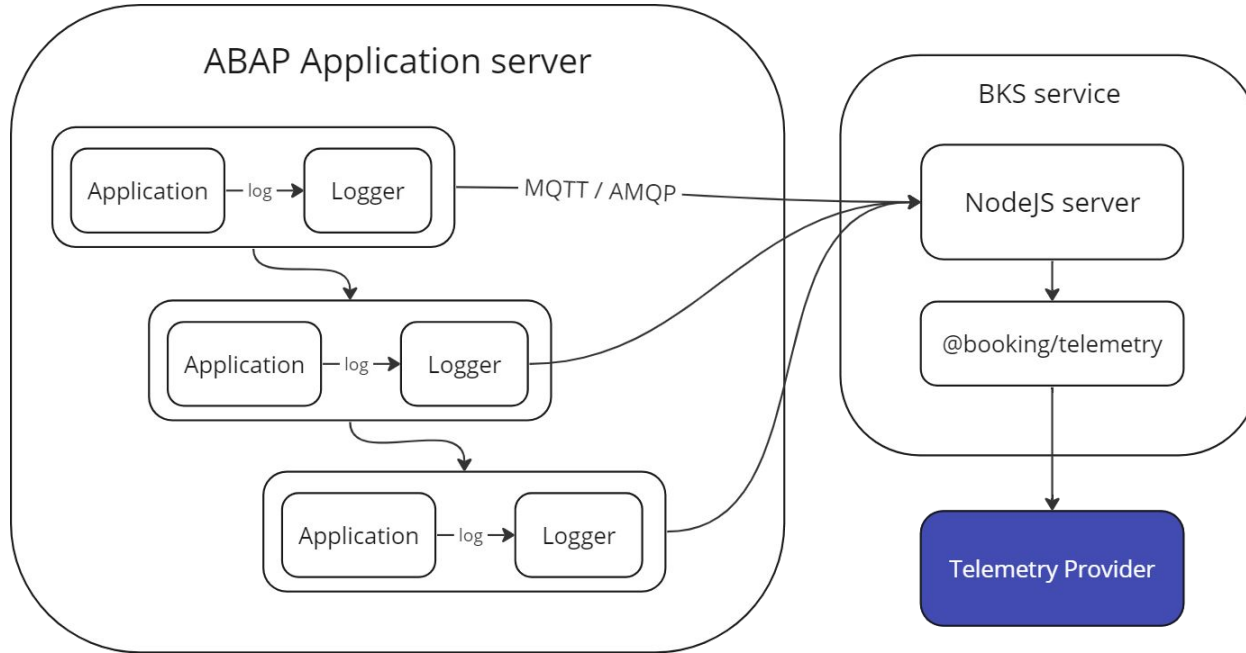 ABAP Application server
BKS service
Application
log
Logger
MQTT / AMQP
NodeJS server
Application
log
Logger
@booking/telemetry
Application
log
Logger
Telemetry Provider